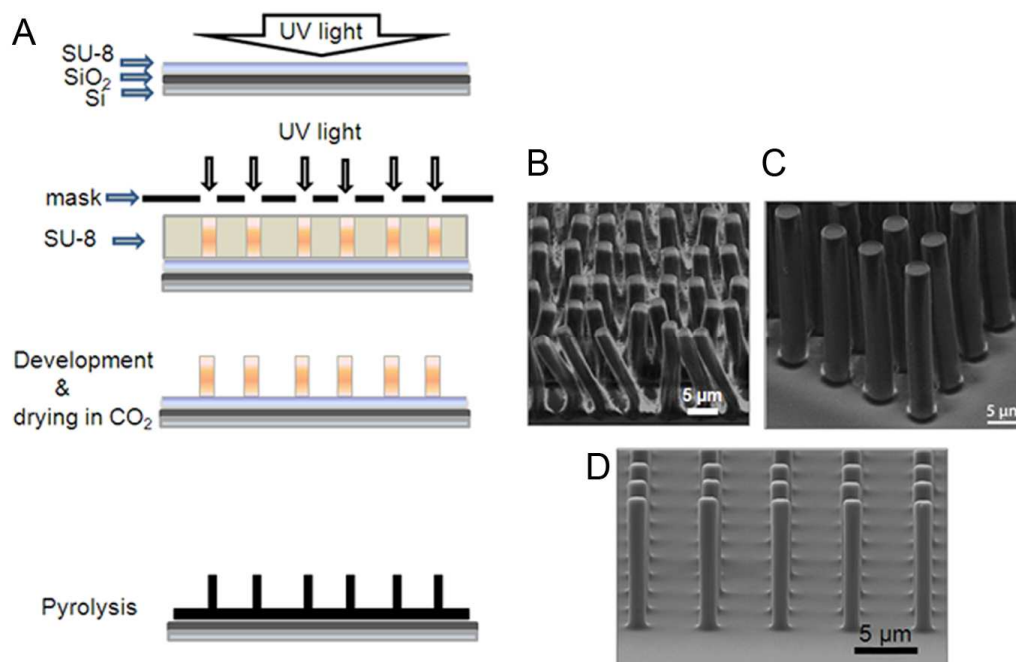 A
UV light
SU-8
SiO₂
Si
UV light
mask
SU-8
Development
&
drying in CO₂
Pyrolysis
B
5 μm
C
5 μm
D
5 μm